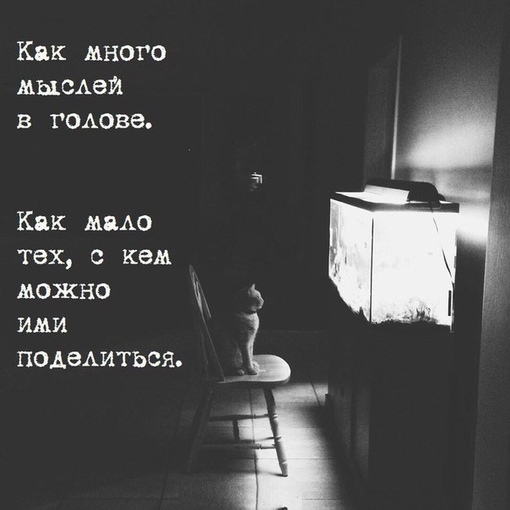 Как много
мыслей
в голове.
Как мало
тех, с кем
можно
ими
поделиться.